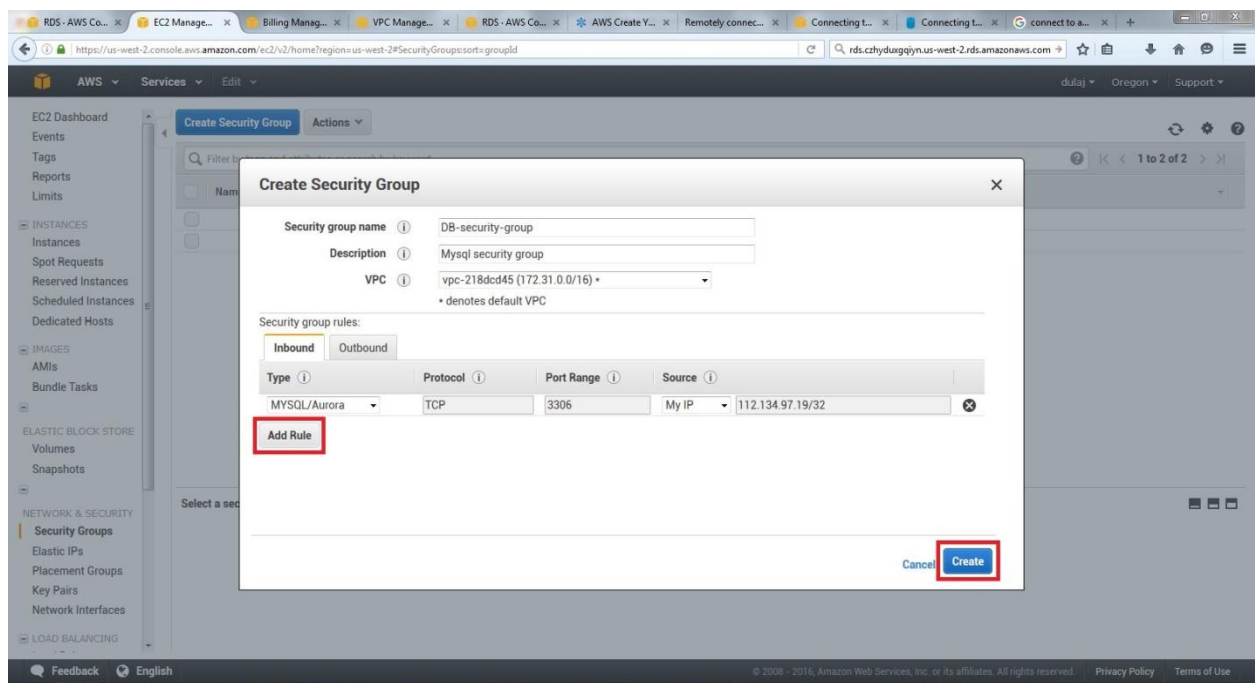 RDS - AWS Co...
EC2 Manage...
Billing Manag...
VPC Manage...
RDS · AWS Co...
AWS Create Y...
Remotely connec...
Connecting t...
Connecting t...
connect to a...
https://us-west-2.console.aws.amazon.com/ec2/v2/home?region=us-west-2#SecurityGroups:sort=groupId
rds.czhyduxgqiyn.us-west-2.rds.amazonaws.com
AWS Services Edit
dulaj Oregon Support
EC2 Dashboard
Events
Tags
Reports
Limits
INSTANCES
Instances
Spot Requests
Reserved Instances
Scheduled Instances
Dedicated Hosts
IMAGES
AMIs
Bundle Tasks
ELASTIC BLOCK STORE
Volumes
Snapshots
NETWORK & SECURITY
Security Groups
Elastic IPs
Placement Groups
Key Pairs
Network Interfaces
LOAD BALANCING
Create Security Group Actions
Filter b
1 to 2 of 2
Nam
Create Security Group
Security group name DB-security-group
Description Mysql security group
VPC vpc-218dcd45 (172.31.0.0/16) *
* denotes default VPC
Security group rules:
Inbound Outbound
Type Protocol Port Range Source
MYSQL/Aurora TCP 3306 My IP 112.134.97.19/32
Add Rule
Select a sec
Cancel Create
Feedback English
© 2008 - 2016, Amazon Web Services, Inc. or its affiliates. All rights reserved. Privacy Policy Terms of Use